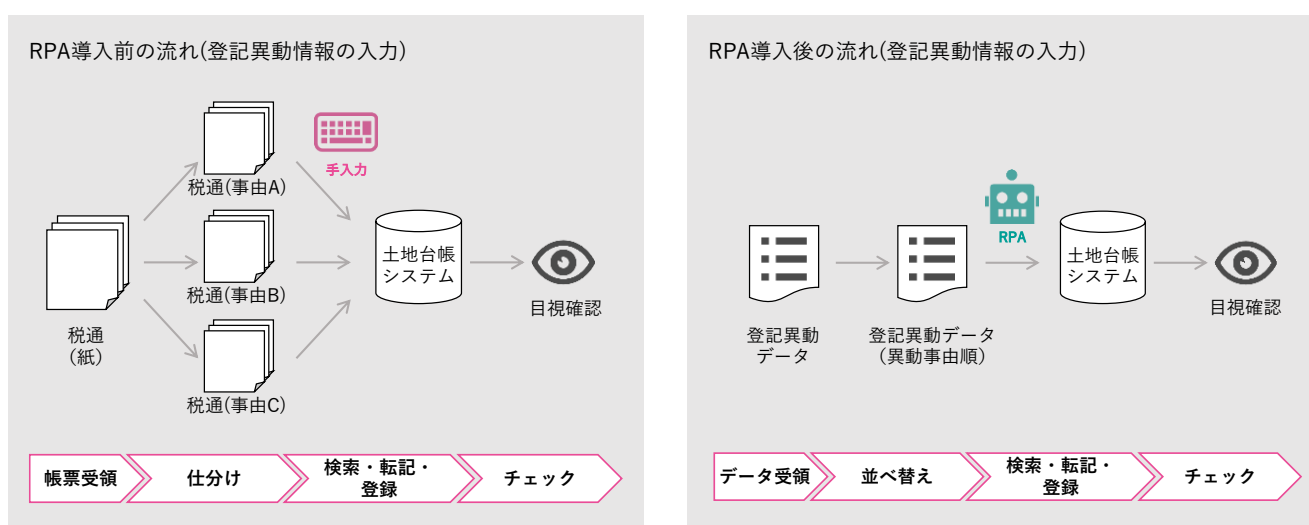 RPA導入前の流れ(登記異動情報の入力)
税通(事由A)
手入力
税通(事由B)
税通(事由C)
税通
(紙)
土地台帳
システム
目視確認
帳票受領
仕分け
検索・転記・
登録
チェック
RPA導入後の流れ(登記異動情報の入力)
登記異動
データ
登記異動データ
(異動事由順)
RPA
土地台帳
システム
目視確認
データ受領
並べ替え
検索・転記・
登録
チェック